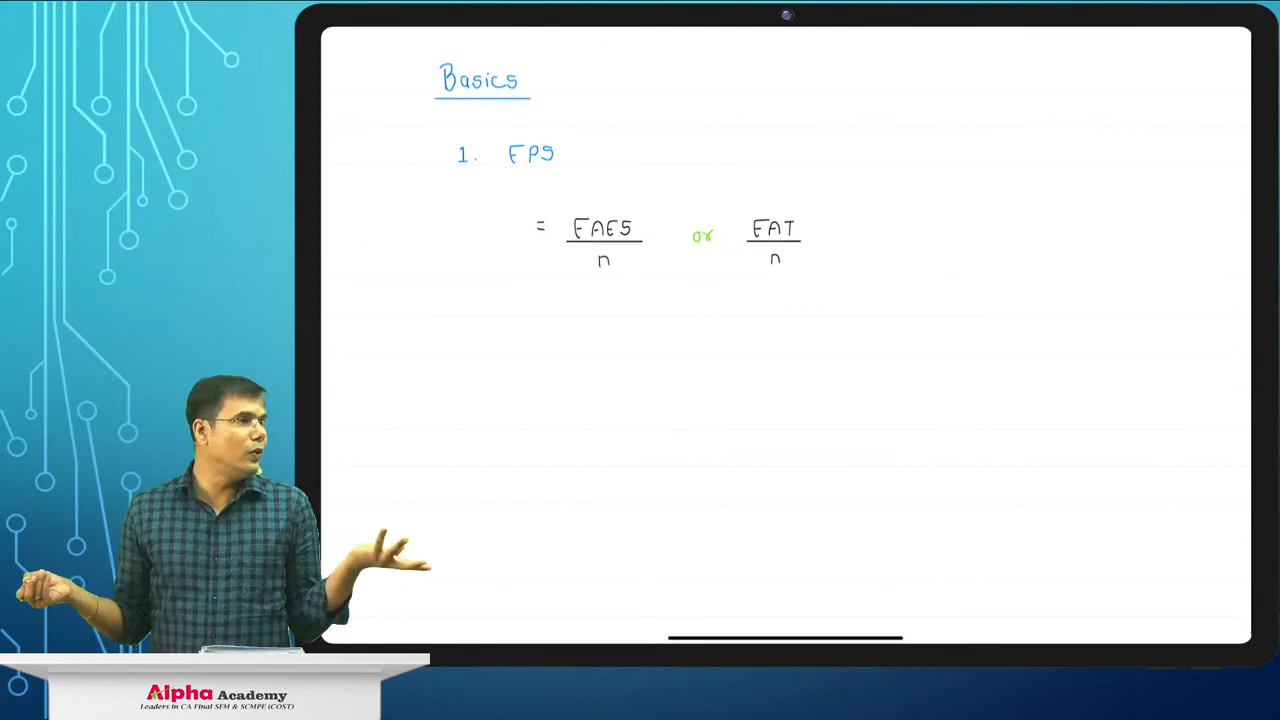 Basics
1. EPS
= EAES or EAT
n n
Alpha Academy
Leaders in CA Final SFM & SCMPE (COST)